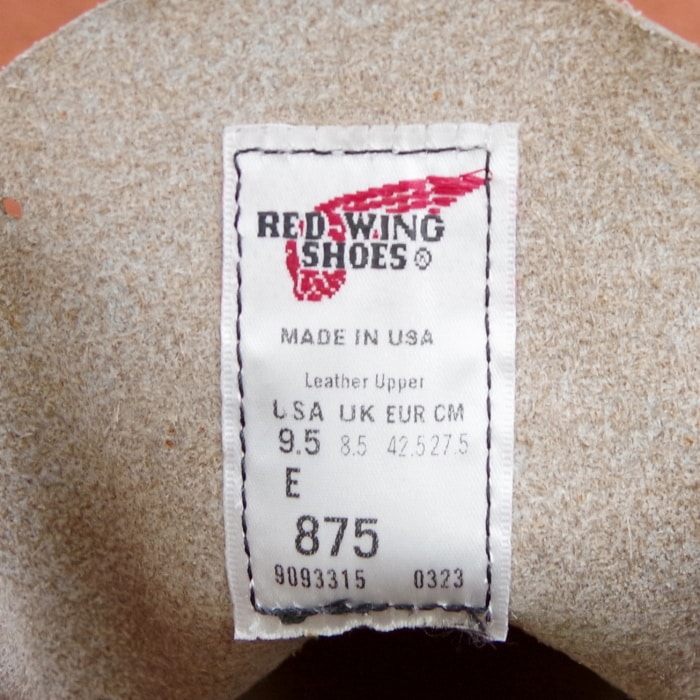 RED WING
SHOES®
MADE IN USA
Leather Upper
USA UK EUR CM
9.5 8.5 42.5 27.5
E
875
9093315 0323